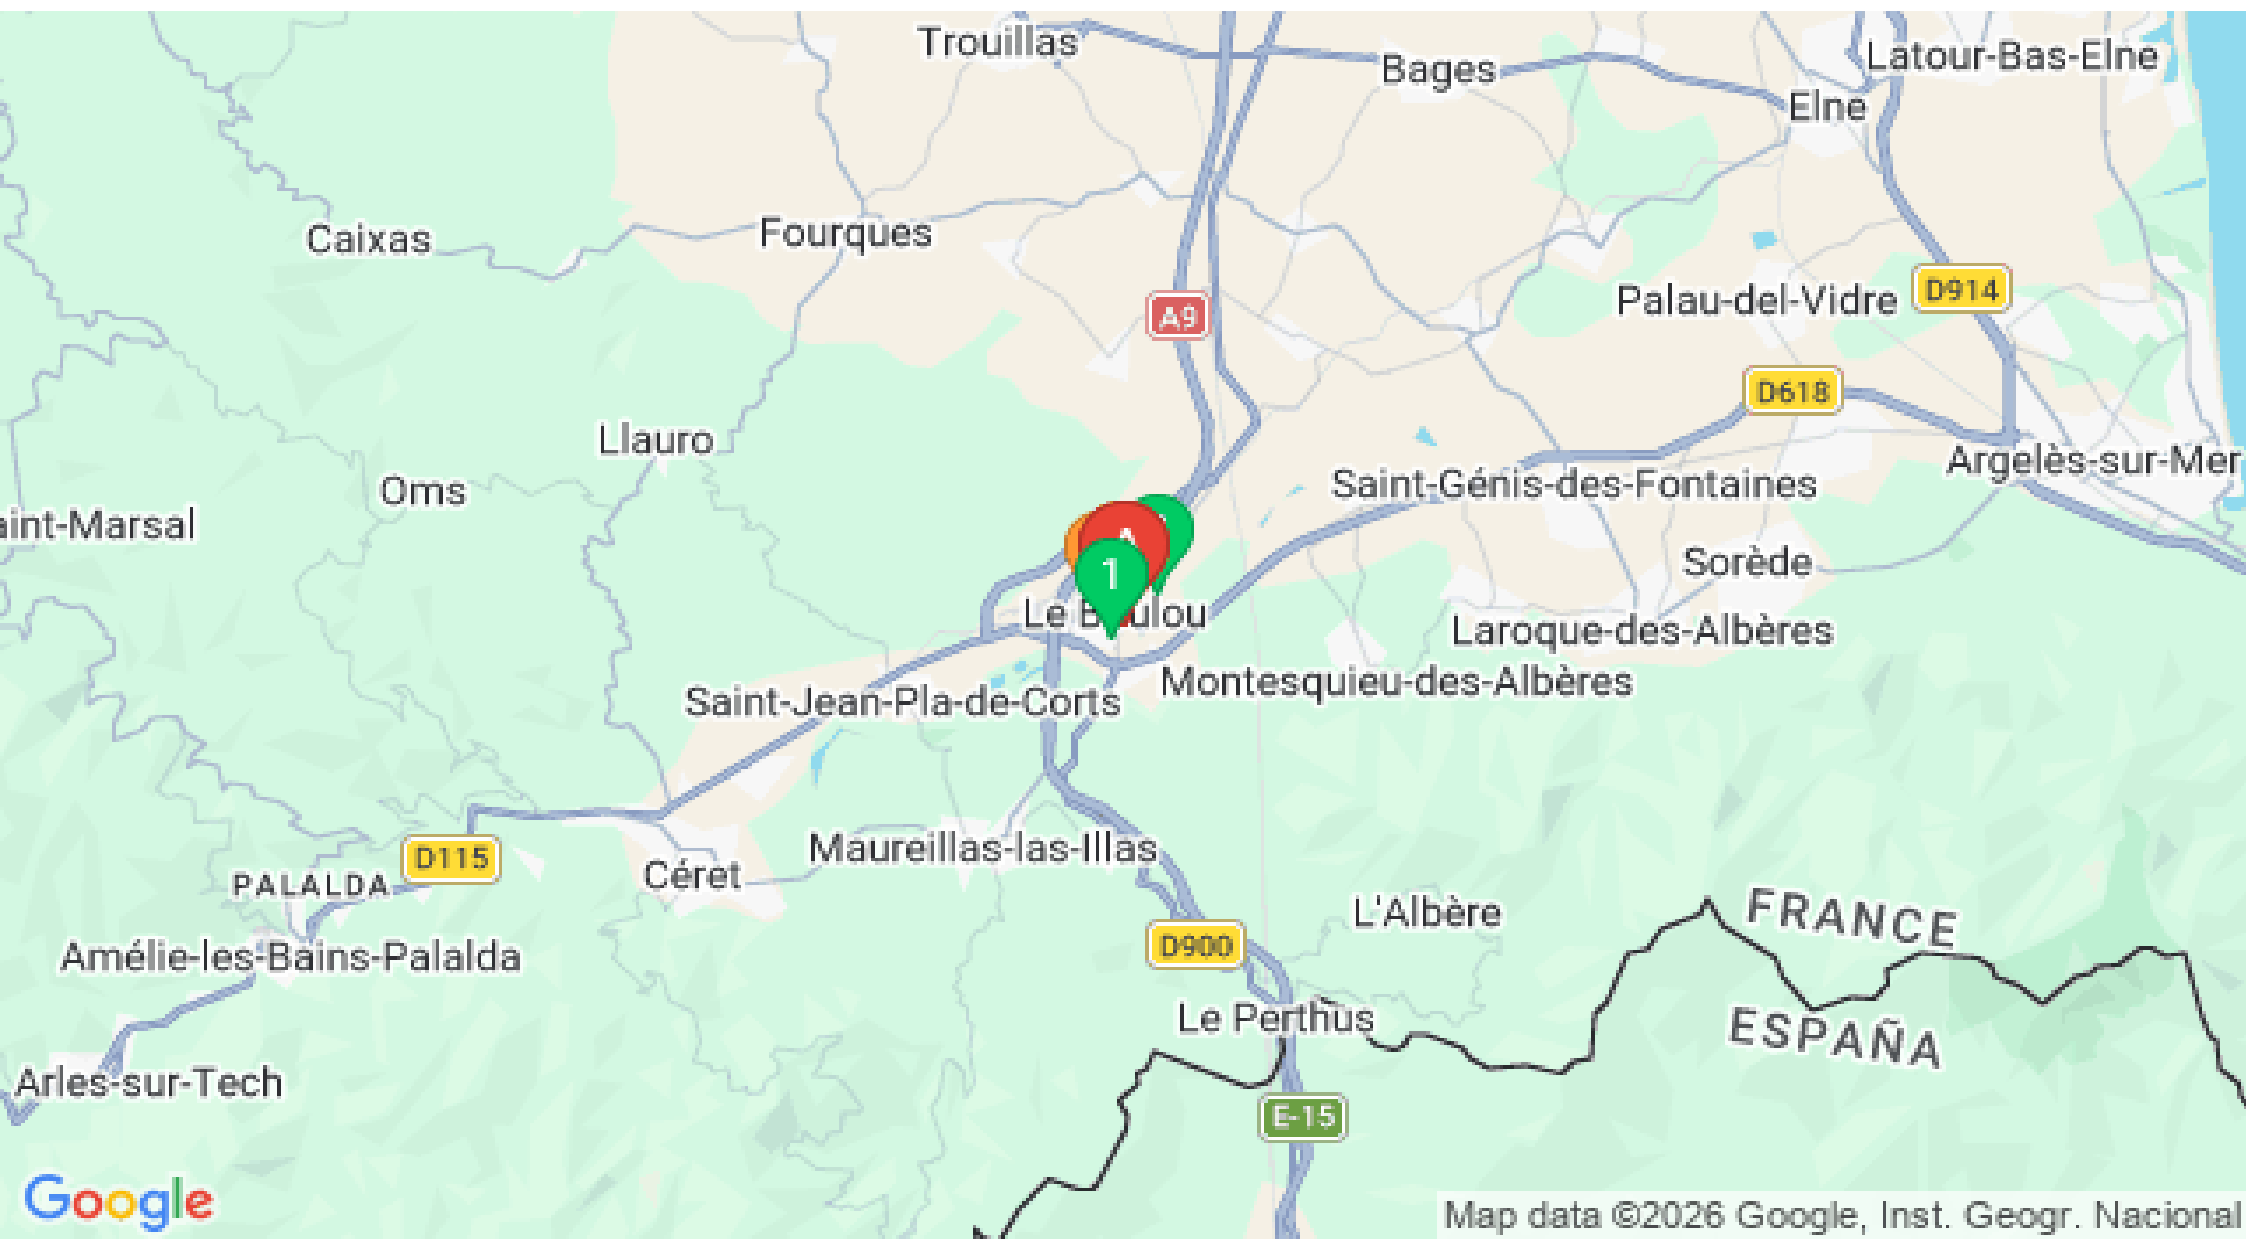 Trouillas
Bages
Latour-Bas-Elne
Elne
Caixas
Fourques
A9
Palau-del-Vidre
D914
D618
Llauro
Oms
Saint-Génis-des-Fontaines
Argelès-sur-Mer
aint-Marsal
A
1
Sorède
Le Boulou
Laroque-des-Albères
Montesquieu-des-Albères
Saint-Jean-Pla-de-Corts
Maureillas-las-Illas
D115
PALALDA
Céret
L'Albère
FRANCE
D900
Amélie-les-Bains-Palalda
Le Perthus
ESPAÑA
Arles-sur-Tech
E-15
Google
Map data ©2026 Google, Inst. Geogr. Nacional